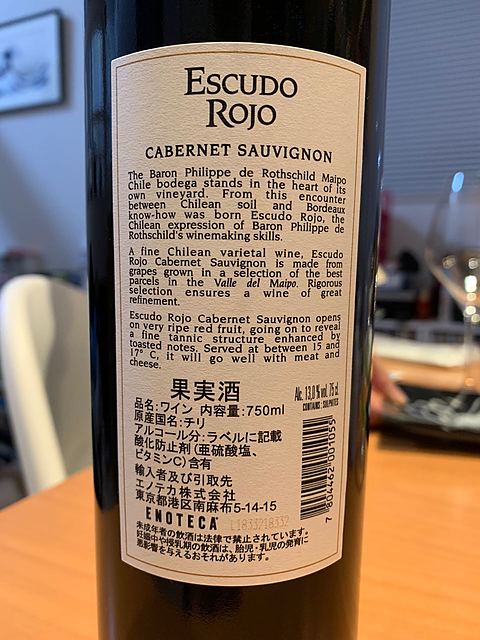 ESCUDO
ROJO
CABERNET SAUVIGNON
The Baron Philippe de Rothschild Maipo
Chile bodega stands in the heart of its
own vineyard. From this encounter
between Chilean soil and Bordeaux
know-how was born Escudo Rojo, the
Chilean expression of Baron Philippe de
Rothschild's winemaking skills.
A fine Chilean varietal wine, Escudo
Rojo Cabernet Sauvignon is made from
grapes grown in a selection of the best
parcels in the Valle del Maipo. Rigorous
selection ensures a wine of great
refinement.
Escudo Rojo Cabernet Sauvignon opens
on very ripe red fruit, going on to reveal
a fine tannic structure enhanced by
toasted notes. Served at between 15 and
17° C, it will go well with meat and
cheese.
果実酒
Alc. 13,0 % vol. 75 cl.
CONTAINS: SULPHITES
品名:ワイン 内容量:750ml
原産国名:チリ
アルコール分:ラベルに記載
酸化防止剤(亜硫酸塩、
ビタミンC)含有
輸入者及び引取先
エノテカ株式会社
東京都港区南麻布5-14-15
ENOTECA
L1833218332
7 804462 001055
未成年者の飲酒は法律で禁止されています。
妊娠中や授乳期の飲酒は、胎児・乳児の発育に
悪影響を与えるおそれがあります。